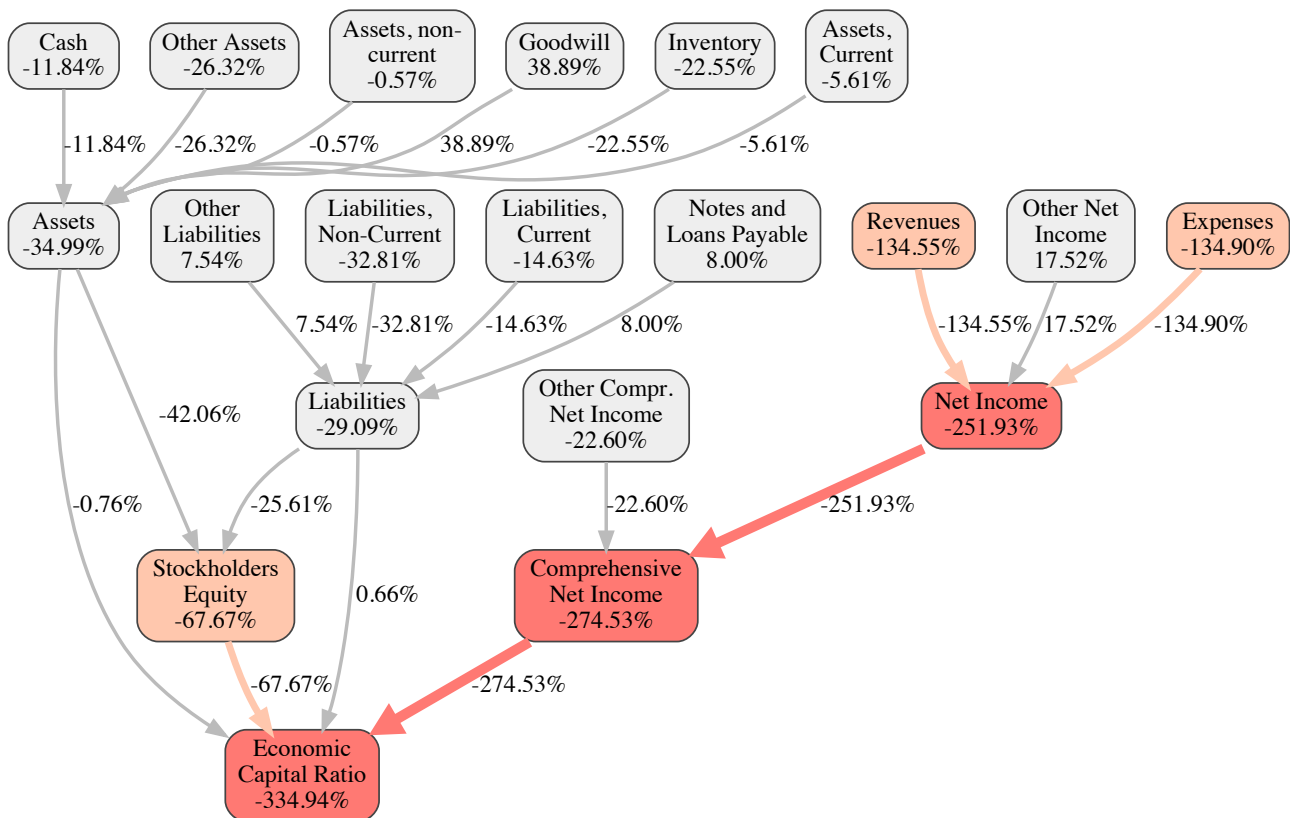 Cash
-11.84%
Other Assets
-26.32%
Assets, non-
current
-0.57%
Goodwill
38.89%
Inventory
-22.55%
Assets,
Current
-5.61%
-11.84%
-26.32%
-0.57%
38.89%
-22.55%
-5.61%
Assets
-34.99%
Other
Liabilities
7.54%
Liabilities,
Non-Current
-32.81%
Liabilities,
Current
-14.63%
Notes and
Loans Payable
8.00%
Revenues
-134.55%
Other Net
Income
17.52%
Expenses
-134.90%
7.54%
-32.81%
-14.63%
8.00%
-134.55%
17.52%
-134.90%
-42.06%
Liabilities
-29.09%
Other Compr.
Net Income
-22.60%
Net Income
-251.93%
-0.76%
-25.61%
-22.60%
-251.93%
Stockholders
Equity
-67.67%
0.66%
Comprehensive
Net Income
-274.53%
-67.67%
-274.53%
Economic
Capital Ratio
-334.94%